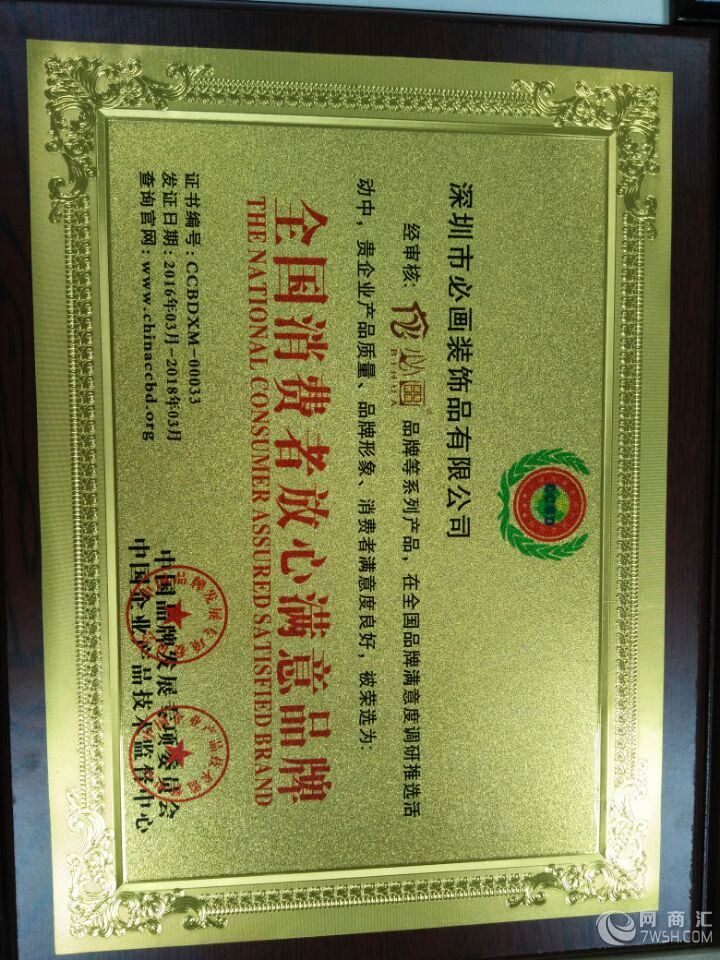 CCBD
深圳市必画装饰品有限公司
经审核: 必画 BIHUA 品牌等系列产品, 在全国品牌满意度调研推选活
动中, 贵企业产品质量、品牌形象、消费者满意度良好, 被荣选为:
全国消费者放心满意品牌
THE NATIONAL CONSUMER ASSURED SATISFIED BRAND
证书编号: CCBDXM-00033
发证日期: 2016年03月-2018年03月
查询官网: www.chinaccbd.org
中国品牌发展专项委员会
中国企业产品技术监督中心
网商汇
7WSH.COM